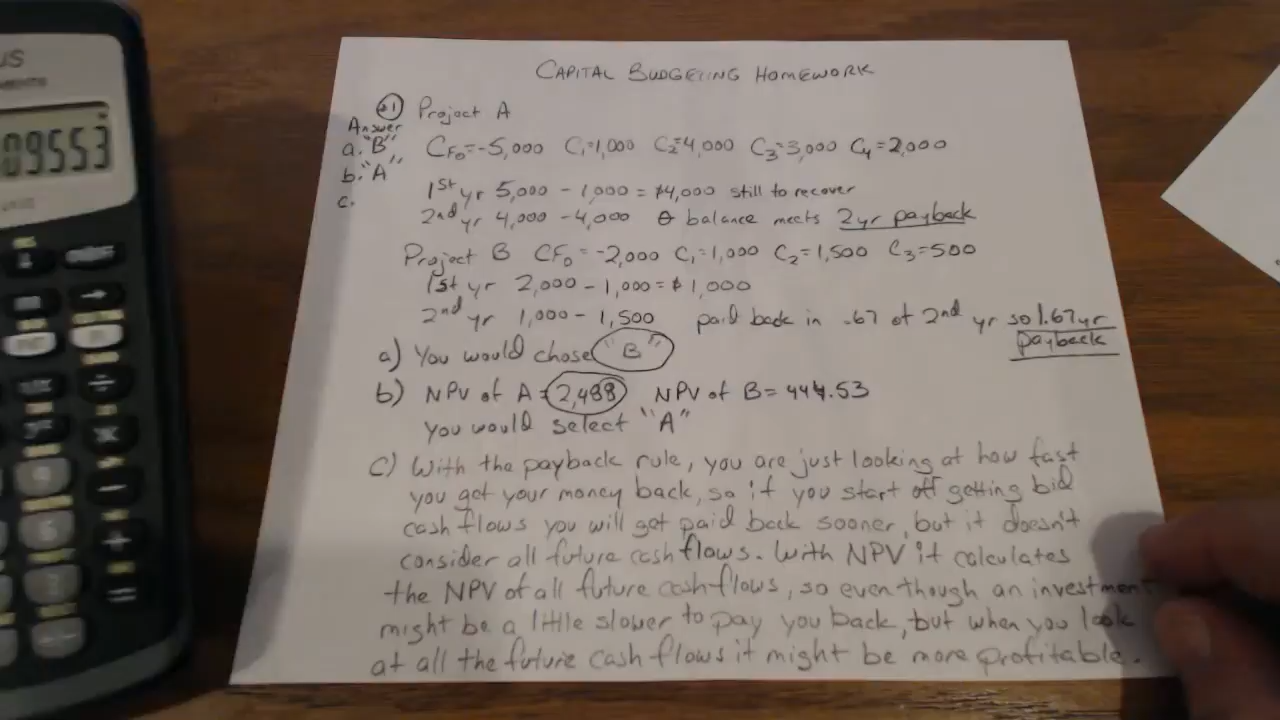 CAPITAL BUDGETING HOMEWORK
#1 Project A
Answer
a. "B"
b. "A"
c.
CF₀=-5,000 C₁=1,000 C₂=4,000 C₃=3,000 C₄=2,000
1st yr 5,000 - 1,000 = $4,000 still to recover
2nd yr 4,000 - 4,000 θ balance meets 2yr payback
Project B CF₀=-2,000 C₁=1,000 C₂=1,500 C₃=500
1st yr 2,000 - 1,000 = $1,000
2nd yr 1,000 - 1,500 paid back in .67 of 2nd yr so 1.67yr payback
a) You would chose "B"
b) NPV of A = 2,488 NPV of B = 444.53
You would select "A"
c) With the payback rule, you are just looking at how fast
you get your money back, so if you start off getting bid
cash flows you will get paid back sooner, but it doesn't
consider all future cash flows. With NPV it calculates
the NPV of all future cashflows, so even though an investment
might be a little slower to pay you back, but when you look
at all the future cash flows it might be more profitable.
09553